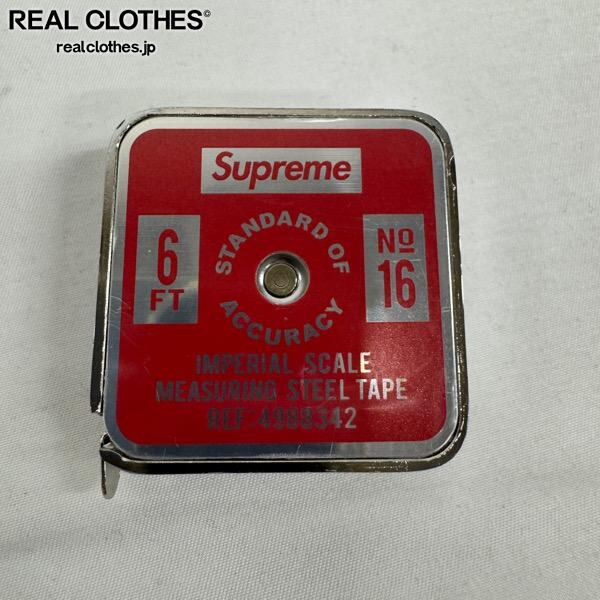 REAL CLOTHES©
realclothes.jp
Supreme
6
FT
STANDARD OF
ACCURACY
Nº
16
IMPERIAL SCALE
MEASURING STEEL TAPE
REF:4988342